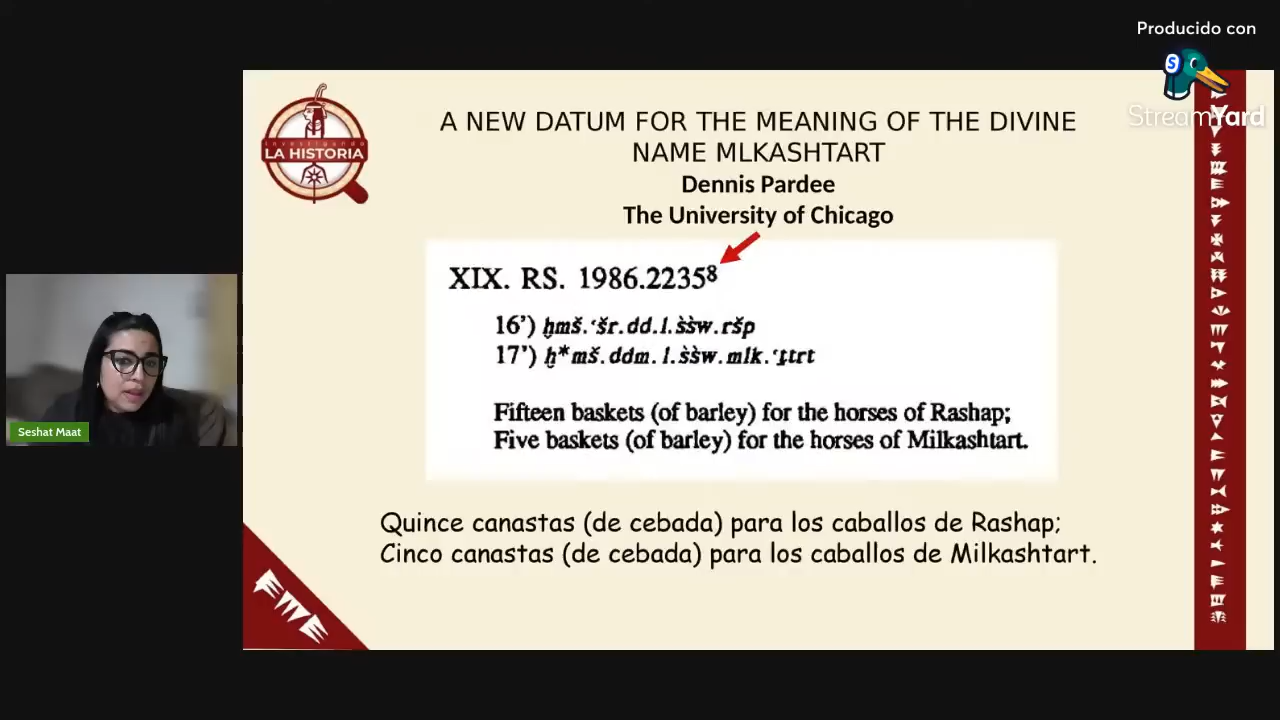 Producido con
StreamYard
Investigando
LA HISTORIA
A NEW DATUM FOR THE MEANING OF THE DIVINE
NAME MLKASHTART
Dennis Pardee
The University of Chicago
XIX. RS. 1986.2235⁸
16’) ḫmš.ʿšr.dd.l.s̀s̀w.ršp
17’) ḫ*mš.ddm.l.s̀s̀w.mlk.ʿṯtrt
Fifteen baskets (of barley) for the horses of Rashap;
Five baskets (of barley) for the horses of Milkashtart.
Quince canastas (de cebada) para los caballos de Rashap;
Cinco canastas (de cebada) para los caballos de Milkashtart.
Seshat Maat